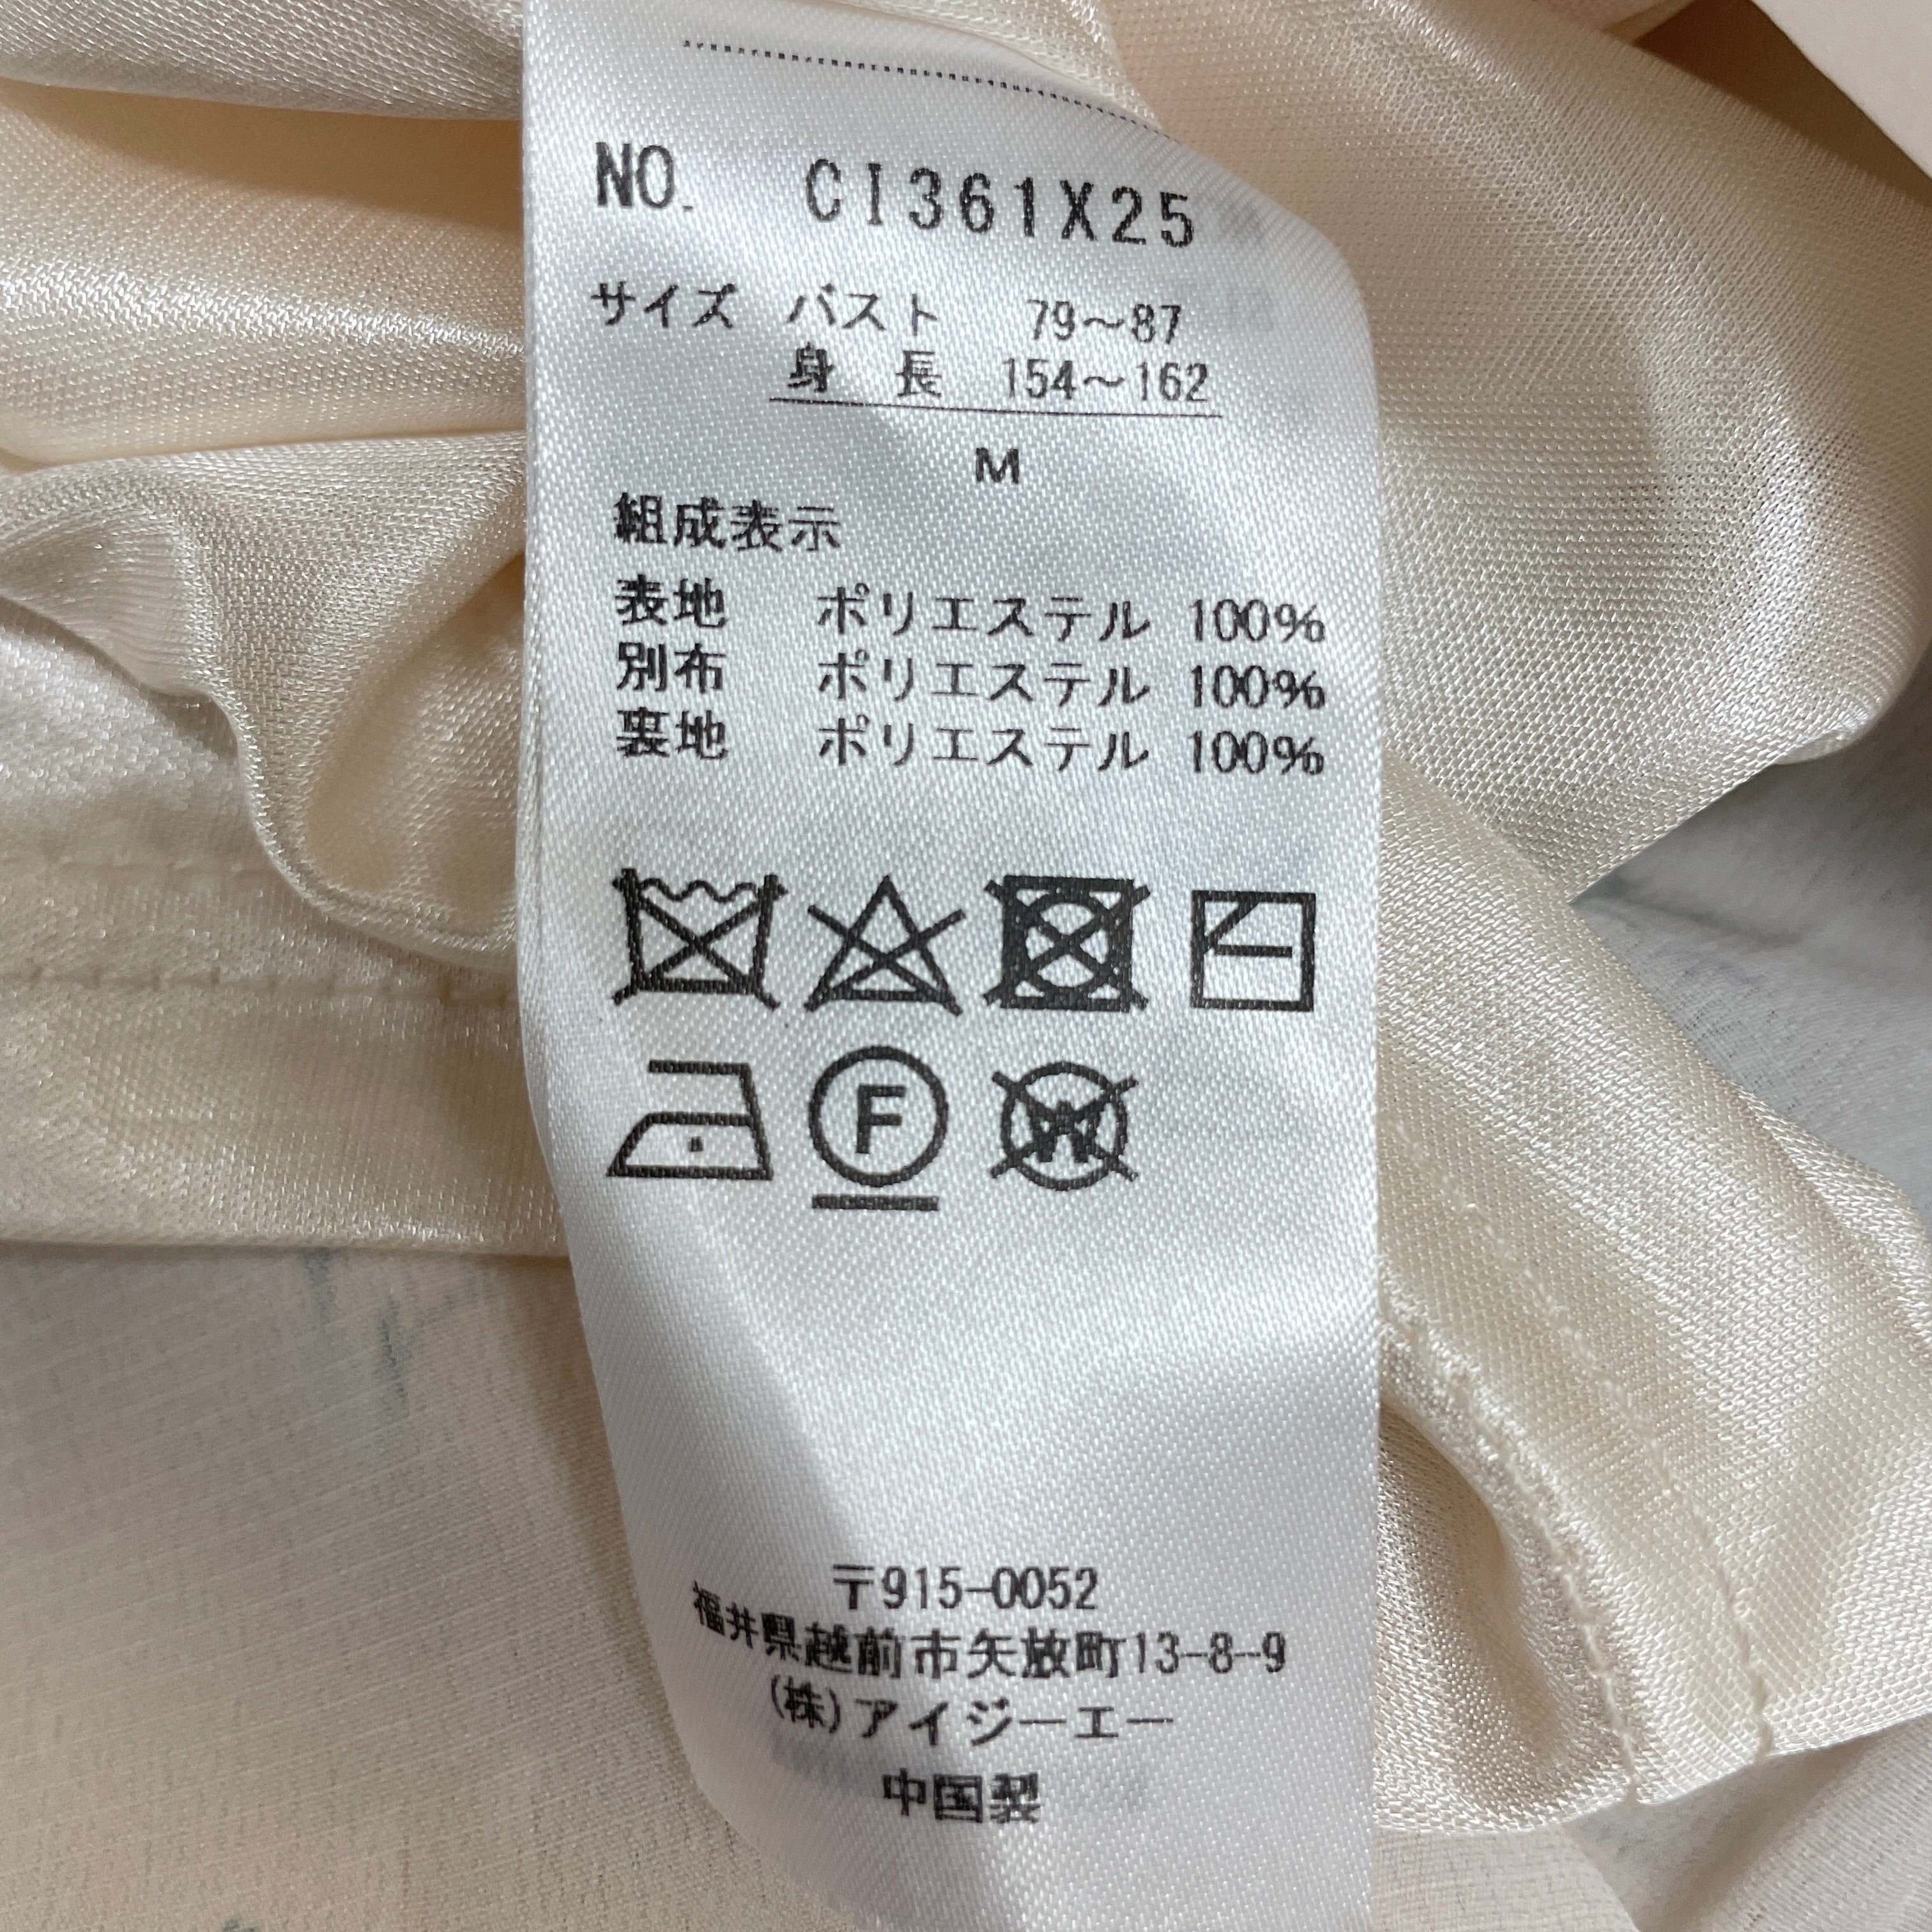 NO. CI361X25
サイズ バスト 79～87
身 長 154～162
M
組成表示
表地 ポリエステル 100%
別布 ポリエステル 100%
裏地 ポリエステル 100%
F
W
〒915-0052
福井県越前市矢放町13-8-9
(株)アイジーエー
中国製